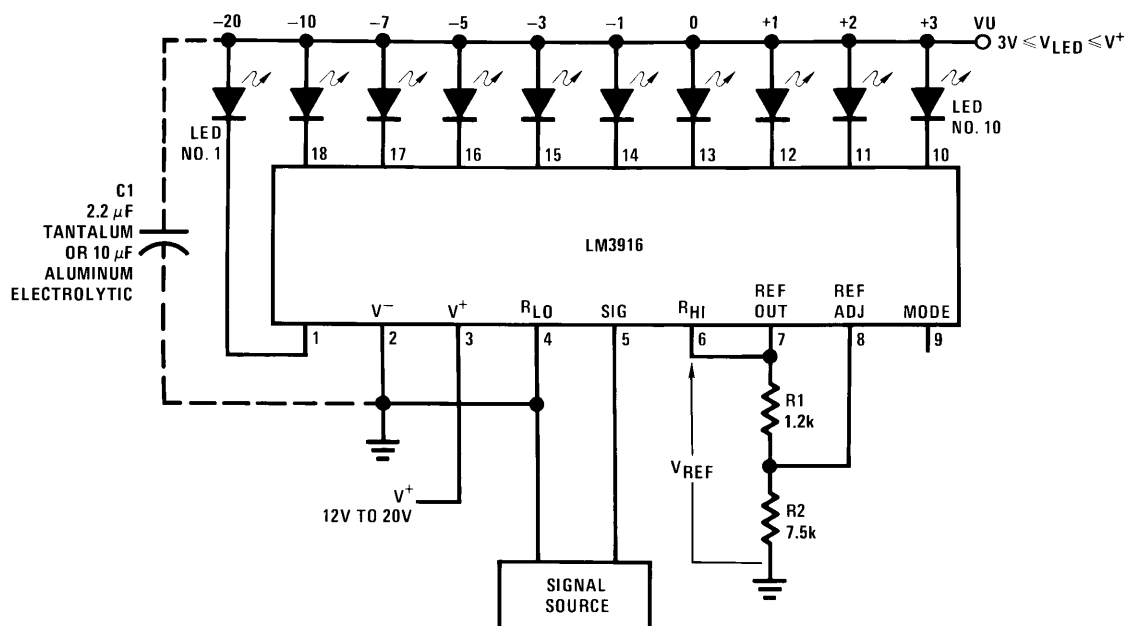 −20 −10 −7 −5 −3 −1 0 +1 +2 +3 VU
3V ≤ VLED ≤ V+
LED
NO. 1
LED
NO. 10
18 17 16 15 14 13 12 11 10
C1
2.2 μF
TANTALUM
OR 10 μF
ALUMINUM
ELECTROLYTIC
LM3916
V− V+ RLO SIG RHI REF OUT REF ADJ MODE
1 2 3 4 5 6 7 8 9
R1
1.2k
VREF
R2
7.5k
V+
12V TO 20V
SIGNAL
SOURCE